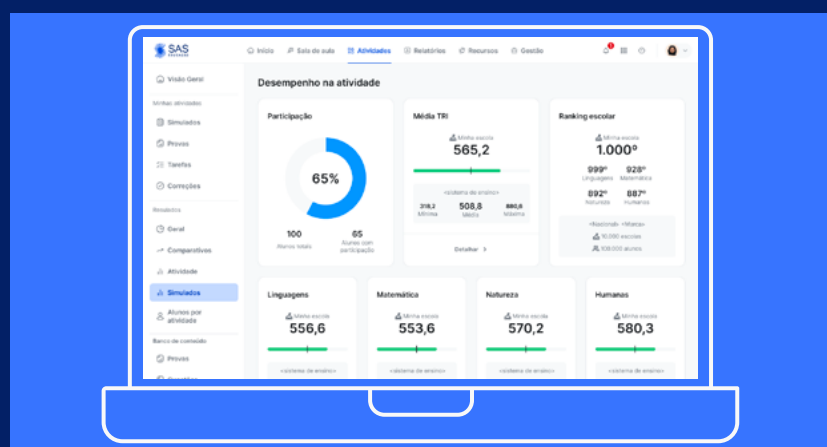 SAS
Início
Sala de aula
Atividades
Relatórios
Recursos
Gestão
Visão Geral
Minhas atividades
Simulados
Provas
Tarefas
Correções
Resultados
Geral
Comparativos
Atividade
Simulados
Alunos por
atividade
Banco de conteúdo
Provas
Desempenho na atividade
Participação
65%
100
Alunos totais
65
Alunos com
participação
Média TRI
Minha escola
565,2
<sistema de ensino>
318,2
Mínima
508,8
Média
880,8
Máxima
Detalhar
Ranking escolar
Minha escola
1.000º
999º 928º
Linguagens Matemática
892º 887º
Natureza Humanas
<Nacional> <Marca>
10.000 escolas
108.000 alunos
Linguagens
Minha escola
556,6
<sistema de ensino>
Matemática
Minha escola
553,6
<sistema de ensino>
Natureza
Minha escola
570,2
<sistema de ensino>
Humanas
Minha escola
580,3
<sistema de ensino>